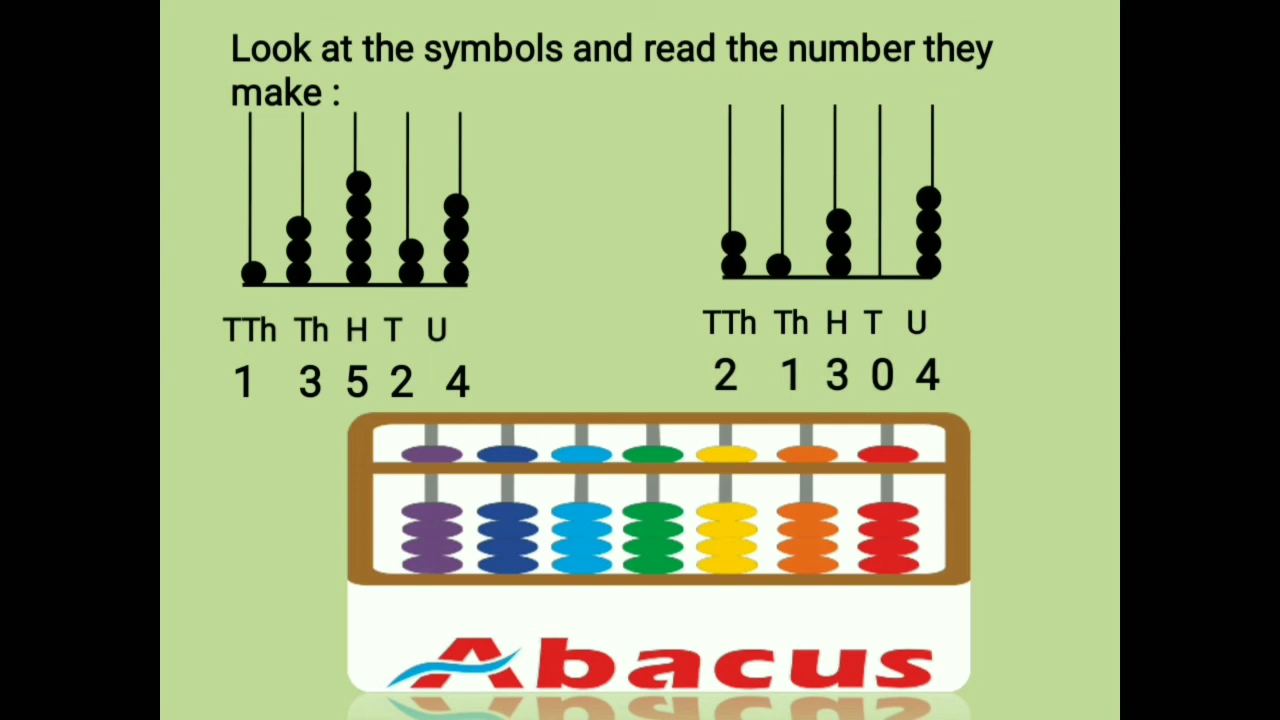 Look at the symbols and read the number they
make :
TTh Th H T U
1 3 5 2 4
TTh Th H T U
2 1 3 0 4
Abacus